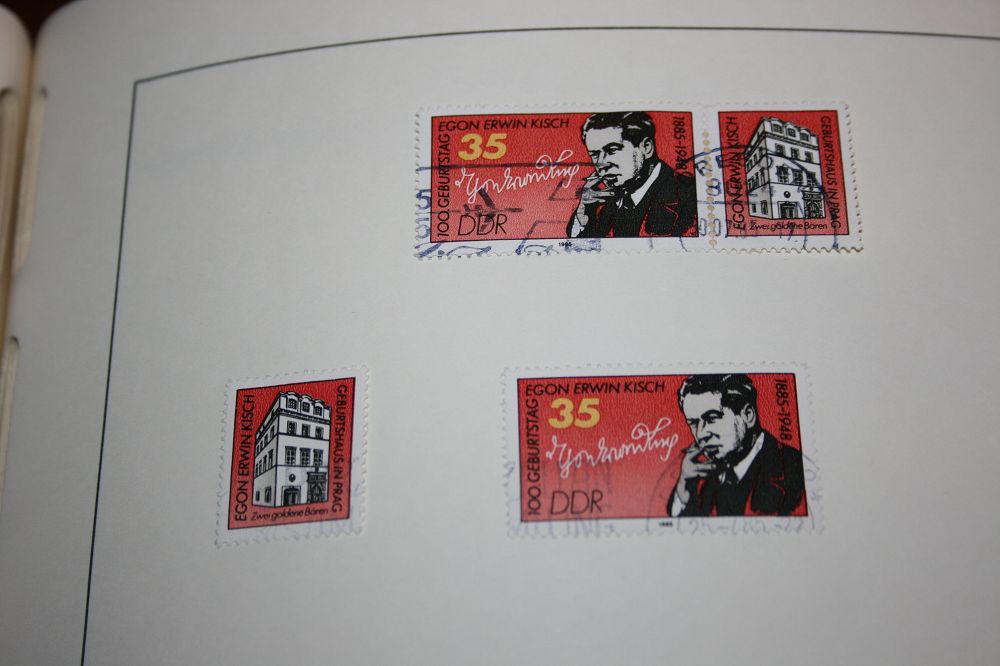 EGON ERWIN KISCH
35
100. GEBURTSTAG
1885-1948
DDR
1985
EGON ERWIN KISCH
GEBURTSHAUS IN PRAG
Zwei goldene Bären
EGON ERWIN KISCH
GEBURTSHAUS IN PRAG
Zwei goldene Bären
EGON ERWIN KISCH
35
100. GEBURTSTAG
1885-1948
DDR
1985